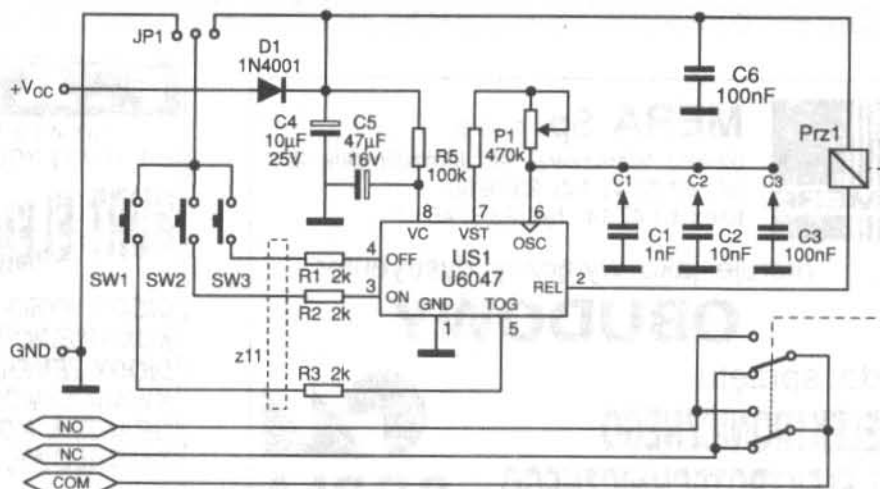 JP1
D1
1N4001
+VCC
C4
10µF
25V
C5
47µF
16V
R5
100k
P1
470k
C6
100nF
Prz1
C1
C2
C3
8
7
6
VC
VST
OSC
4
OFF
US1
U6047
C1
1nF
C2
10nF
C3
100nF
SW1
SW2
SW3
R1 2k
3
ON
REL
2
R2 2k
GND
TOG
1
5
GND
z11
R3 2k
NO
NC
COM